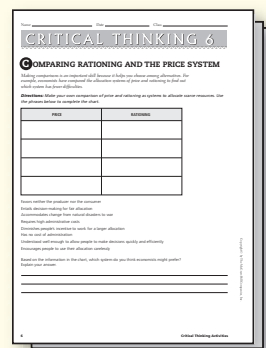 Name Date Class
CRITICAL THINKING 6
COMPARING RATIONING AND THE PRICE SYSTEM
Making comparisons is an important skill because it helps you choose among alternatives. For
example, economists have compared the allocation systems of price and rationing to find out
which system has fewer difficulties.
Directions: Make your own comparison of price and rationing as systems to allocate scarce resources. Use
the phrases below to complete the chart.
PRICE RATIONING
Favors neither the producer nor the consumer
Entails decision-making for fair allocation
Accommodates change from natural disasters to war
Requires high administrative costs
Diminishes people's incentive to work for a larger allocation
Has no cost of administration
Understood well enough to allow people to make decisions quickly and efficiently
Encourages people to use their allocation carelessly
Based on the information in the chart, which system do you think economists might prefer?
Explain your answer.
6 Critical Thinking Activities